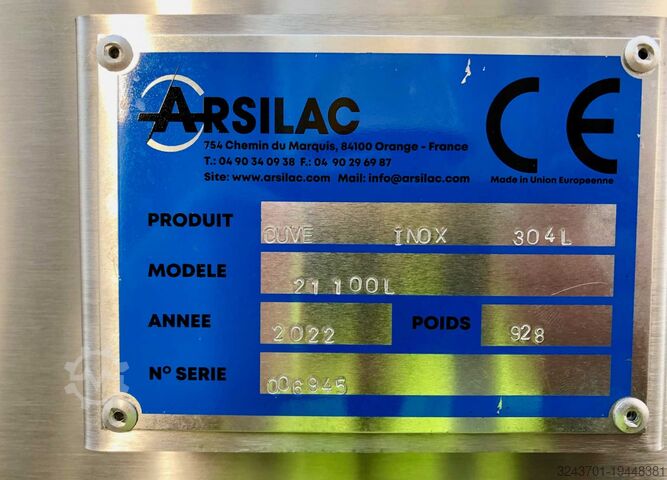 ARSILAC
754 Chemin du Marquis, 84100 Orange - France
T.: 04 90 34 09 38 F.: 04 90 29 69 87
Site: www.arsilac.com Mail: info@arsilac.com
CE
Made in Union Europeenne
PRODUIT CUVE INOX 304L
MODELE 21 100L
ANNEE 2022 POIDS 928
N° SERIE 006945
3243701-19448381